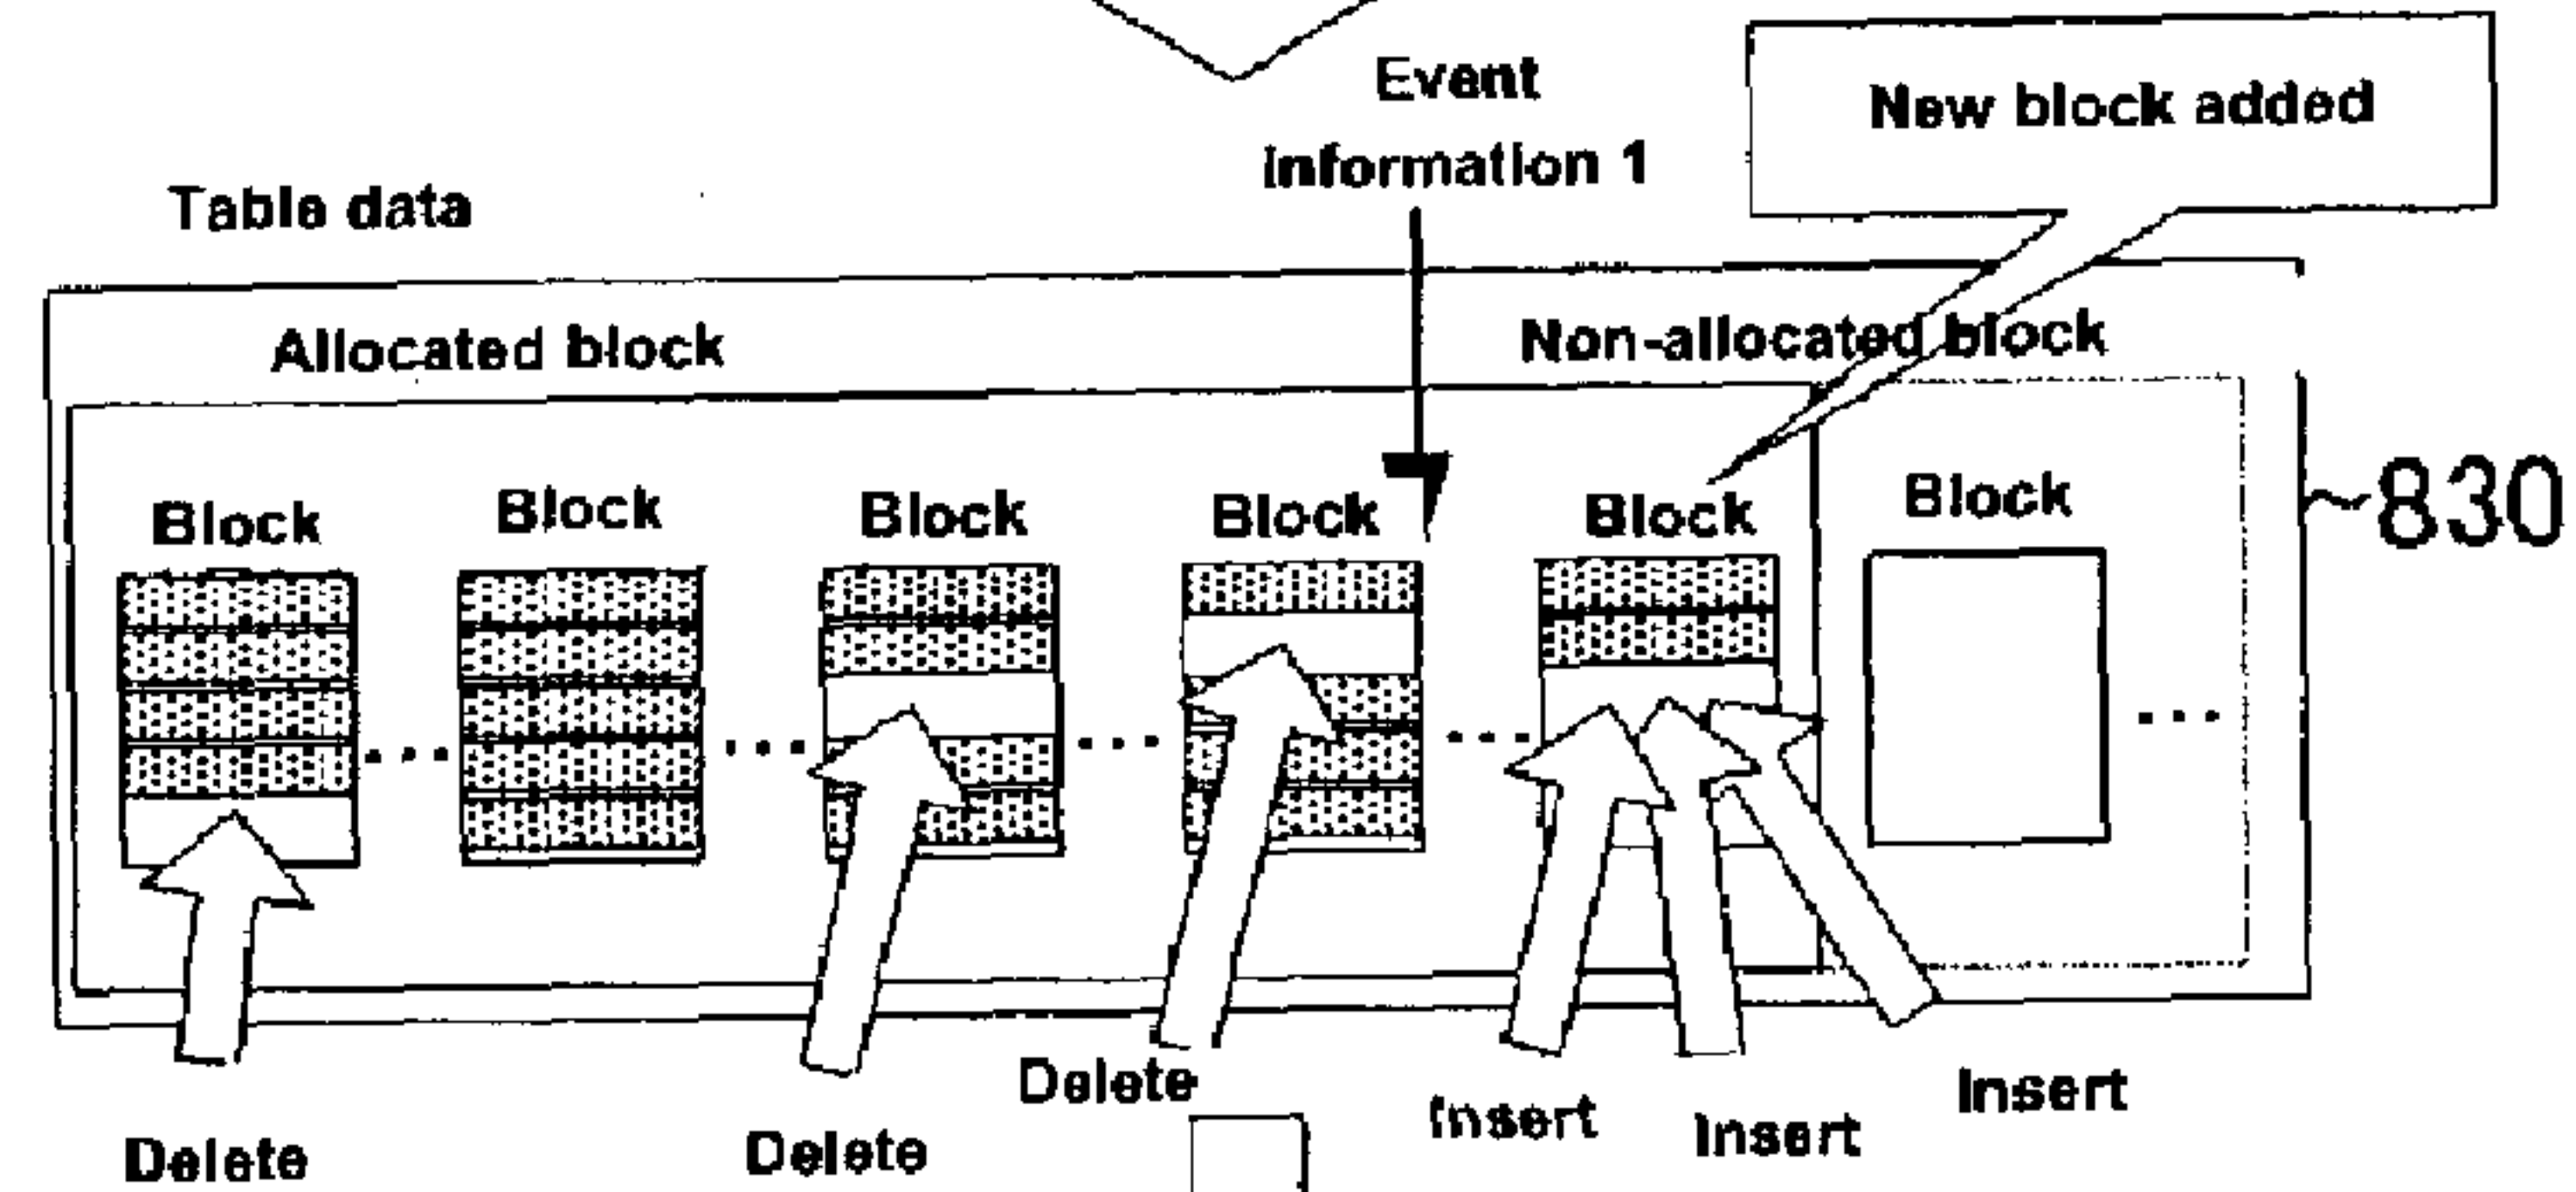 Event
information 1
New block added
Table data
Allocated block
Non-allocated block
Block
Block
Block
Block
Block
Block
830
Delete
Delete
Delete
Insert
Insert
Insert